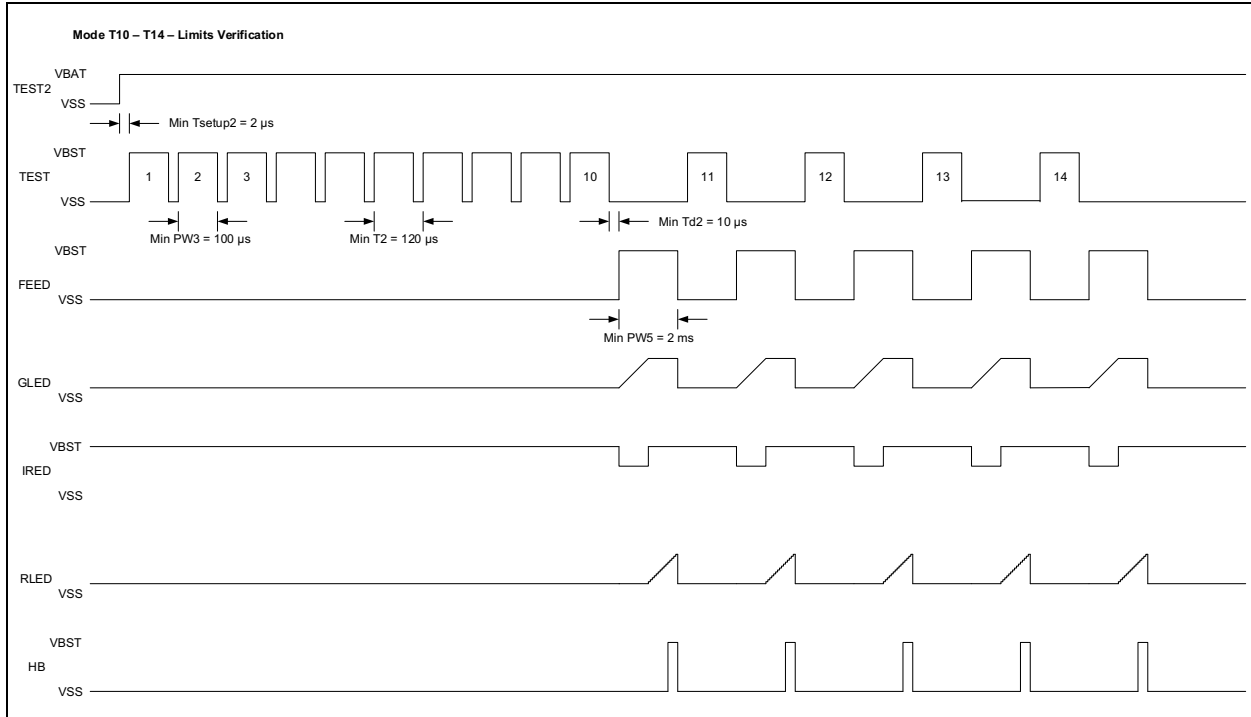 Mode T10 – T14 – Limits Verification
VBAT
TEST2
VSS
Min Tsetup2 = 2 µs
VBST
TEST
VSS
1 2 3 10 11 12 13 14
Min PW3 = 100 µs
Min T2 = 120 µs
Min Td2 = 10 µs
VBST
FEED
VSS
Min PW5 = 2 ms
GLED
VSS
VBST
IRED
VSS
RLED
VSS
VBST
HB
VSS